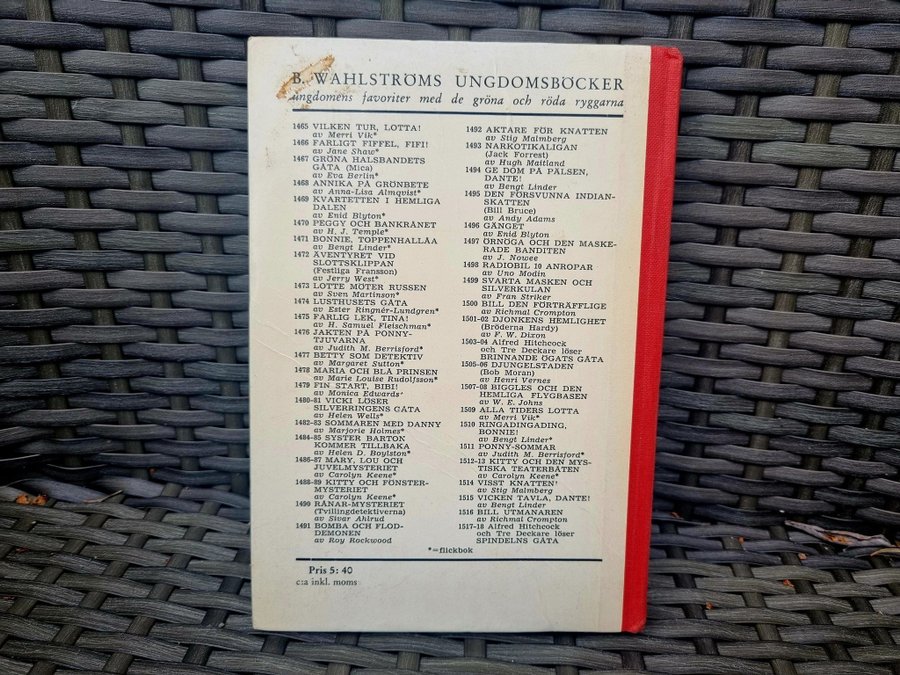 B. WAHLSTRÖMS UNGDOMSBÖCKER
ungdomens favoriter med de gröna och röda ryggarna
1465 VILKEN TUR, LOTTA!
av Merri Vik*
1466 FARLIGT FIFFEL, FIFI!
av Jane Shaw*
1467 GRÖNA HALSBANDETS
GÅTA (Mica)
av Eva Berlin*
1468 ANNIKA PÅ GRÖNBETE
av Anna-Lisa Almqvist*
1469 KVARTETTEN I HEMLIGA
DALEN
av Enid Blyton*
1470 PEGGY OCH BANKRÅNET
av H. J. Temple*
1471 BONNIE, TOPPENHALLÅA
av Bengt Linder*
1472 ÄVENTYRET VID
SLOTTSKLIPPAN
(Festliga Fransson)
av Jerry West*
1473 LOTTE MÖTER RUSSEN
av Sven Martinson*
1474 LUSTHUSETS GÅTA
av Ester Ringnér-Lundgren*
1475 FARLIG LEK, TINA!
av H. Samuel Fleischman*
1476 JAKTEN PÅ PONNY-
TJUVARNA
av Judith M. Berrisford*
1477 BETTY SOM DETEKTIV
av Margaret Sutton*
1478 MARIA OCH BLÅ PRINSEN
av Marie Louise Rudolfsson*
1479 FIN START, BIBI!
av Monica Edwards*
1480-81 VICKI LÖSER
SILVERRINGENS GÅTA
av Helen Wells*
1482-83 SOMMAREN MED DANNY
av Marjorie Holmes*
1484-85 SYSTER BARTON
KOMMER TILLBAKA
av Helen D. Boylston*
1486-87 MARY, LOU OCH
JUVELMYSTERIET
av Carolyn Keene*
1488-89 KITTY OCH FÖNSTER-
MYSTERIET
av Carolyn Keene*
1490 RÅNAR-MYSTERIET
(Tvillingdetektiverna)
av Sivar Ahlrud
1491 BOMBA OCH FLOD-
DEMONEN
av Roy Rockwood
1492 AKTARE FÖR KNATTEN
av Stig Malmberg
1493 NARKOTIKALIGAN
(Jack Forrest)
av Hugh Maitland
1494 GE DOM PÅ PÄLSEN,
DANTE!
av Bengt Linder
1495 DEN FÖRSVUNNA INDIAN-
SKATTEN
(Bill Bruce)
av Andy Adams
1496 GÄNGET
av Enid Blyton
1497 ÖRNÖGA OCH DEN MASKE-
RADE BANDITEN
av J. Nowee
1498 RADIOBIL 10 ANROPAR
av Uno Modin
1499 SVARTA MASKEN OCH
SILVERKULAN
av Fran Striker
1500 BILL DEN FÖRTRÄFFLIGE
av Richmal Crompton
1501-02 DJONKENS HEMLIGHET
(Bröderna Hardy)
av F. W. Dixon
1503-04 Alfred Hitchcock
och Tre Deckare löser
BRINNANDE ÖGATS GÅTA
1505-06 DJUNGELSTADEN
(Bob Moran)
av Henri Vernes
1507-08 BIGGLES OCH DEN
HEMLIGA FLYGBASEN
av W. E. Johns
1509 ALLA TIDERS LOTTA
av Merri Vik*
1510 RINGADINGADING,
BONNIE!
av Bengt Linder*
1511 PONNY-SOMMAR
av Judith M. Berrisford*
1512-13 KITTY OCH DEN MYS-
TISKA TEATERBÅTEN
av Carolyn Keene*
1514 VISST KNATTEN!
av Stig Malmberg
1515 VICKEN TAVLA, DANTE!
av Bengt Linder
1516 BILL UTMANAREN
av Richmal Crompton
1517-18 Alfred Hitchcock
och Tre Deckare löser
SPINDELNS GÅTA
*=flickbok
Pris 5: 40
c:a inkl. moms